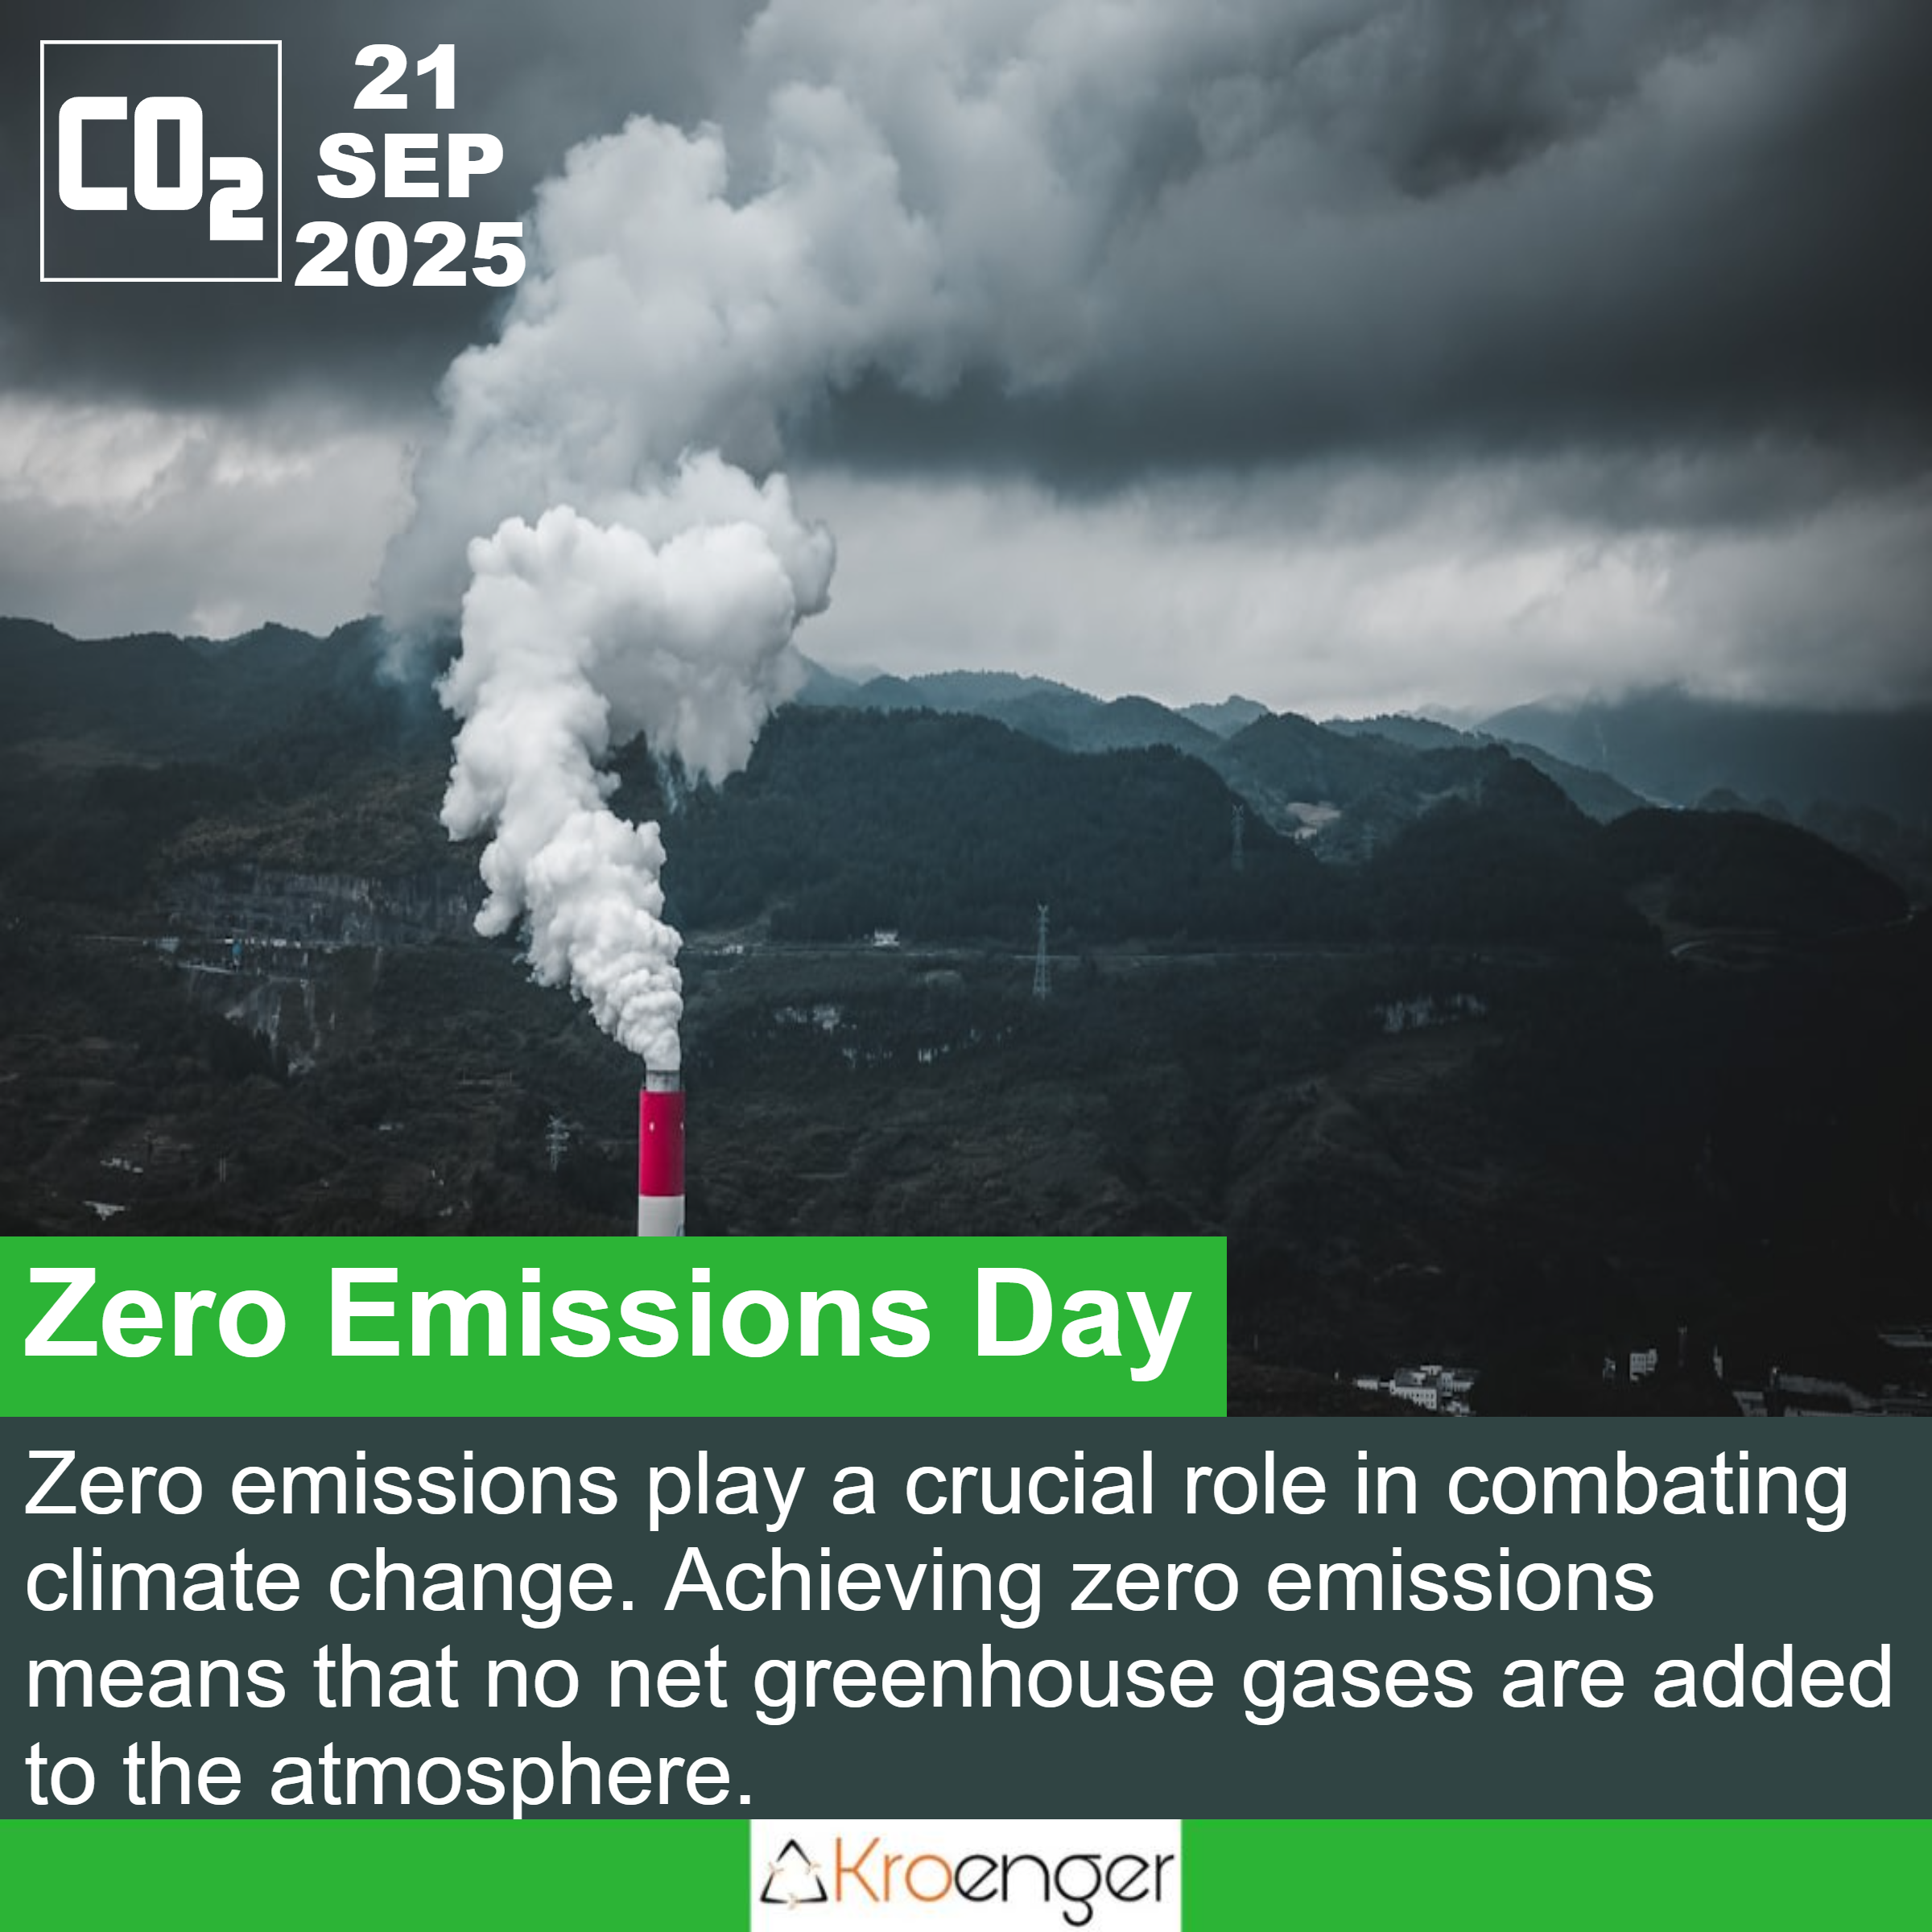 CO2
21
SEP
2025
Zero Emissions Day
Zero emissions play a crucial role in combating
climate change. Achieving zero emissions
means that no net greenhouse gases are added
to the atmosphere.
Kroenger